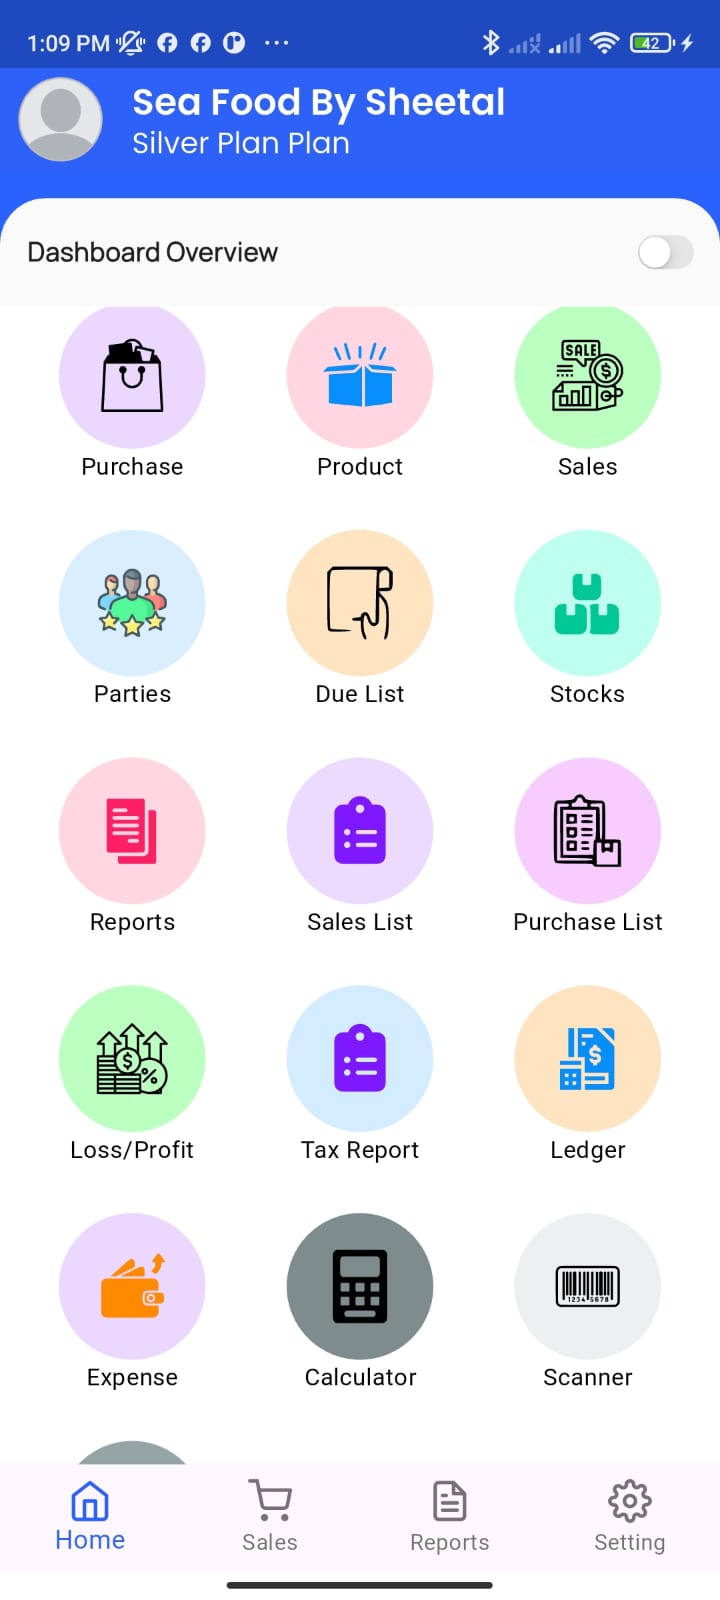 1:09 PM
42
Sea Food By Sheetal
Silver Plan Plan
Dashboard Overview
SALE
$
Purchase Product Sales
Parties Due List Stocks
Reports Sales List Purchase List
$ % $
Loss/Profit Tax Report Ledger
1234 5678
Expense Calculator Scanner
Home Sales Reports Setting